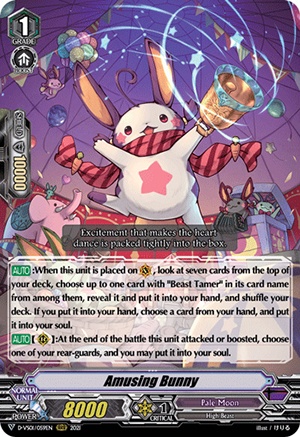 1
GRADE
BOOST
10000
Excitement that makes the heart
dance is packed tightly into the box.
AUTO:When this unit is placed on , look at seven cards from the top of
your deck, choose up to one card with "Beast Tamer" in its card name
from among them, reveal it and put it into your hand, and shuffle your
deck. If you put it into your hand, choose a card from your hand, and put
it into your soul.
AUTO[ ]:At the end of the battle this unit attacked or boosted, choose
one of your rear-guards, and you may put it into your soul.
NORMAL
UNIT
Amusing Bunny
Pale Moon
High Beast
POWER
8000
1
CRITICAL
D-VS01/059EN 2021
illust / けけ